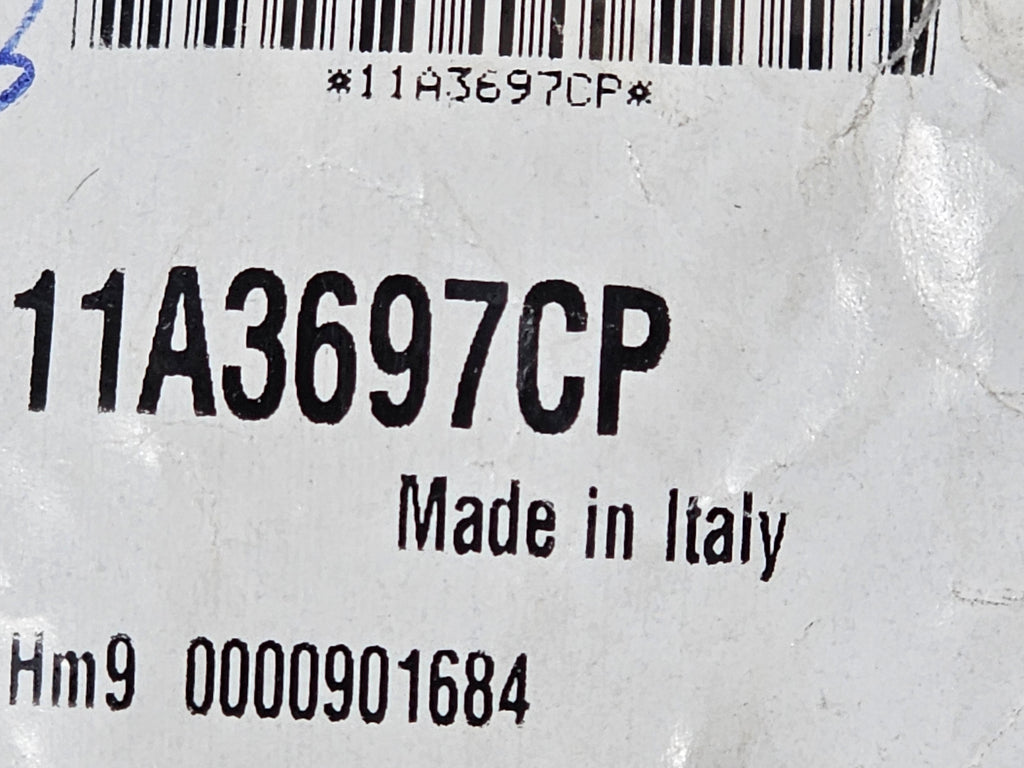 *11A3697CP*
11A3697CP
Made in Italy
Hm9 0000901684